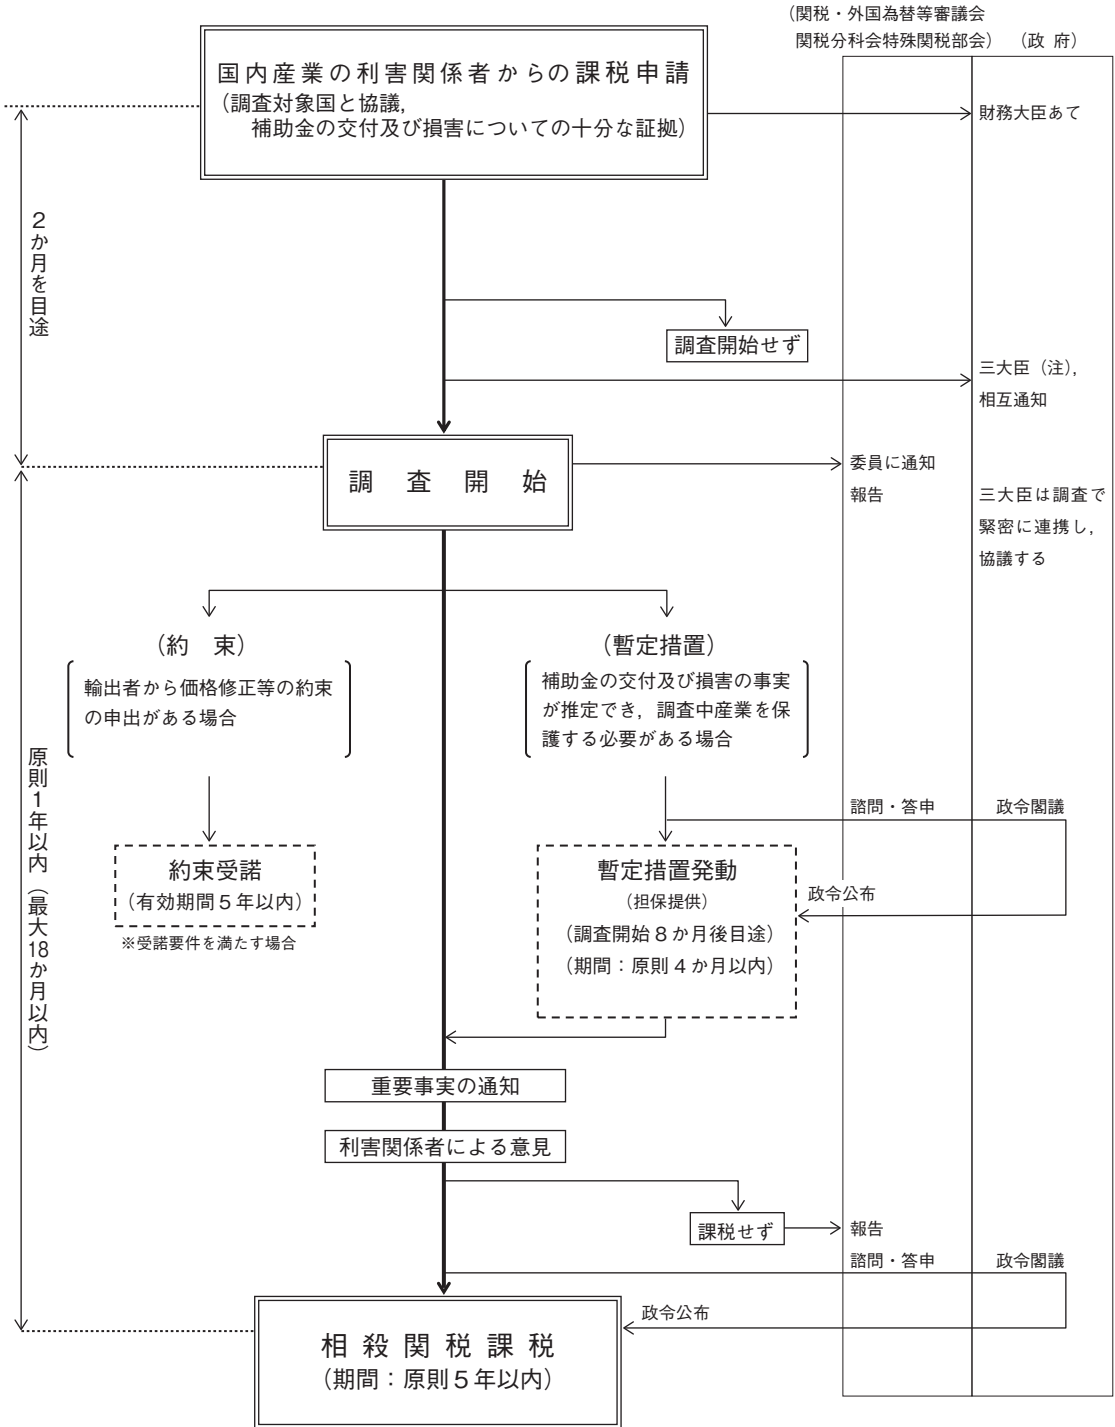 (関税・外国為替等審議会
関税分科会特殊関税部会)
(政 府)
国内産業の利害関係者からの課税申請
(調査対象国と協議,
補助金の交付及び損害についての十分な証拠)
財務大臣あて
2か月を目途
調査開始せず
三大臣(注),
相互通知
調査開始
委員に通知
報告
三大臣は調査で
緊密に連携し,
協議する
原則1年以内(最大18か月以内)
(約 束)
輸出者から価格修正等の約束
の申出がある場合
(暫定措置)
補助金の交付及び損害の事実
が推定でき,調査中産業を保
護する必要がある場合
諮問・答申
政令閣議
約束受諾
(有効期間5年以内)
※受諾要件を満たす場合
暫定措置発動
(担保提供)
(調査開始8か月後目途)
(期間:原則4か月以内)
政令公布
重要事実の通知
利害関係者による意見
課税せず
報告
諮問・答申
政令閣議
政令公布
相殺関税課税
(期間:原則5年以内)